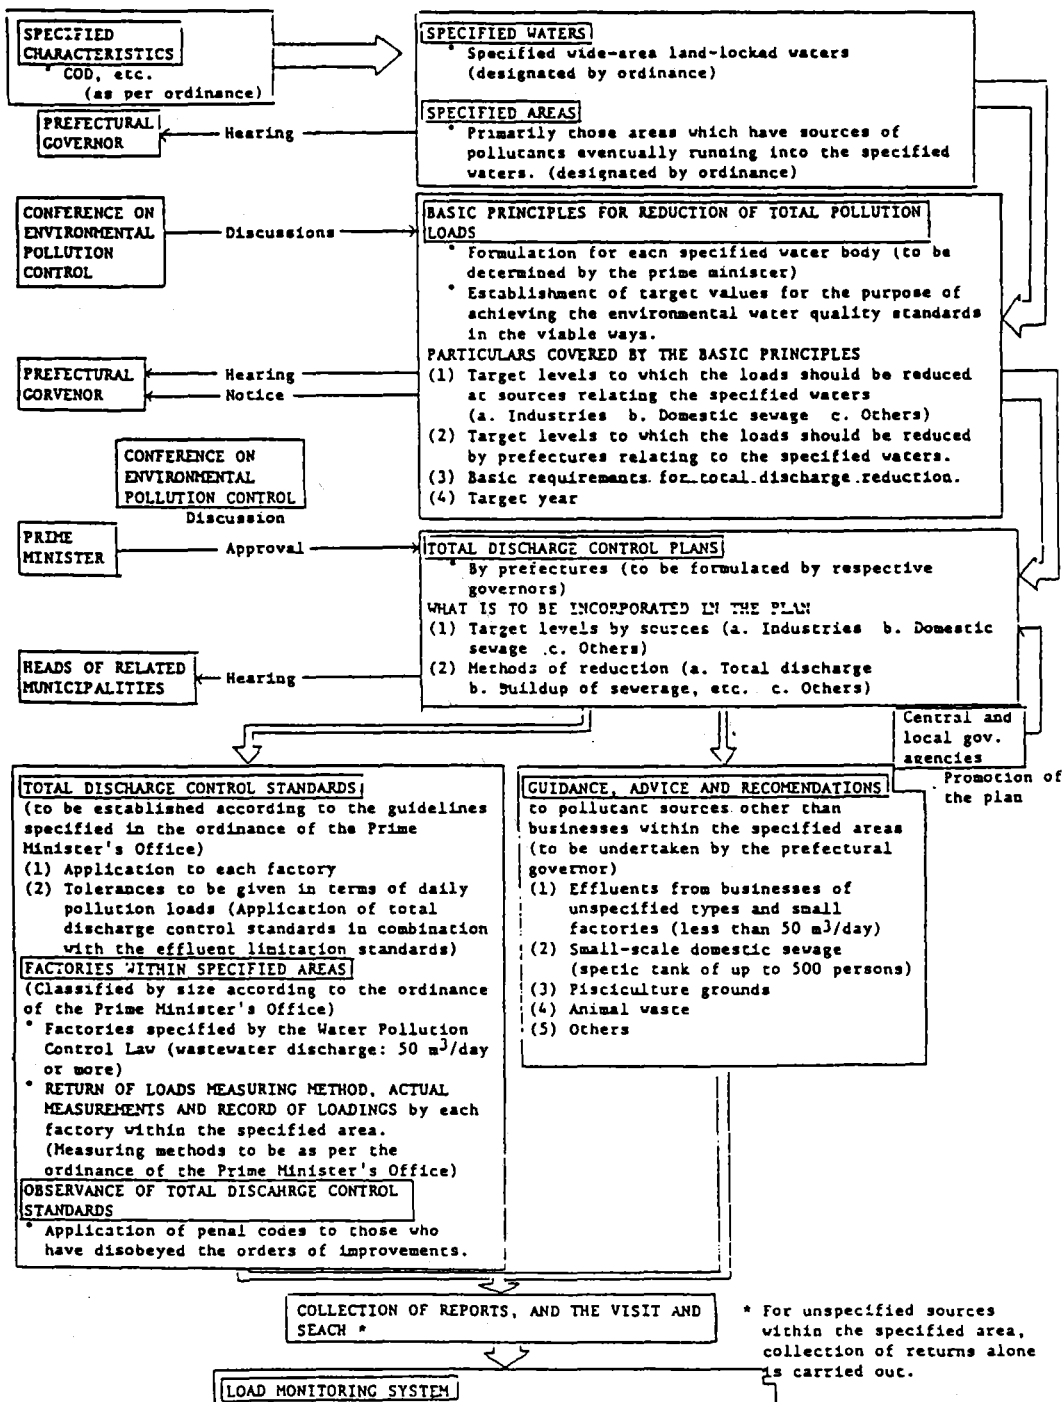 SPECIFIED
CHARACTERISTICS
* COD, etc.
(as per ordinance)
SPECIFIED WATERS
* Specified wide-area land-locked waters
(designated by ordinance)
SPECIFIED AREAS
* Primarily those areas which have sources of
pollutants eventually running into the specified
waters. (designated by ordinance)
PREFECTURAL
GOVERNOR
Hearing
CONFERENCE ON
ENVIRONMENTAL
POLLUTION
CONTROL
Discussions
BASIC PRINCIPLES FOR REDUCTION OF TOTAL POLLUTION
LOADS
* Formulation for each specified water body (to be
determined by the prime minister)
* Establishment of target values for the purpose of
achieving the environmental water quality standards
in the viable ways.
PARTICULARS COVERED BY THE BASIC PRINCIPLES
(1) Target levels to which the loads should be reduced
at sources relating the specified waters
(a. Industries b. Domestic sewage c. Others)
(2) Target levels to which the loads should be reduced
by prefectures relating to the specified waters.
(3) Basic requirements for total discharge reduction.
(4) Target year
PREFECTURAL
GORVENOR
Hearing
Notice
CONFERENCE ON
ENVIRONMENTAL
POLLUTION CONTROL
Discussion
PRIME
MINISTER
Approval
TOTAL DISCHARGE CONTROL PLANS
* By prefectures (to be formulated by respective
governors)
WHAT IS TO BE INCORPORATED IN THE PLAN
(1) Target levels by sources (a. Industries b. Domestic
sewage c. Others)
(2) Methods of reduction (a. Total discharge
b. Buildup of sewerage, etc. c. Others)
HEADS OF RELATED
MUNICIPALITIES
Hearing
Central and
local gov.
agencies
Promotion of
the plan
TOTAL DISCHARGE CONTROL STANDARDS
(to be established according to the guidelines
specified in the ordinance of the Prime
Minister's Office)
(1) Application to each factory
(2) Tolerances to be given in terms of daily
pollution loads (Application of total
discharge control standards in combination
with the effluent limitation standards)
FACTORIES WITHIN SPECIFIED AREAS
(Classified by size according to the ordinance
of the Prime Minister's Office)
* Factories specified by the Water Pollution
Control Law (wastewater discharge: 50 m³/day
or more)
* RETURN OF LOADS MEASURING METHOD, ACTUAL
MEASUREMENTS AND RECORD OF LOADINGS by each
factory within the specified area.
(Measuring methods to be as per the
ordinance of the Prime Minister's Office)
OBSERVANCE OF TOTAL DISCAHRGE CONTROL
STANDARDS
* Application of penal codes to those who
have disobeyed the orders of improvements.
GUIDANCE, ADVICE AND RECOMENDATIONS
to pollutant sources other than
businesses within the specified areas
(to be undertaken by the prefectural
governor)
(1) Effluents from businesses of
unspecified types and small
factories (less than 50 m³/day)
(2) Small-scale domestic sewage
(spetic tank of up to 500 persons)
(3) Pisciculture grounds
(4) Animal waste
(5) Others
COLLECTION OF REPORTS, AND THE VISIT AND
SEACH *
* For unspecified sources
within the specified area,
collection of returns alone
is carried out.
LOAD MONITORING SYSTEM